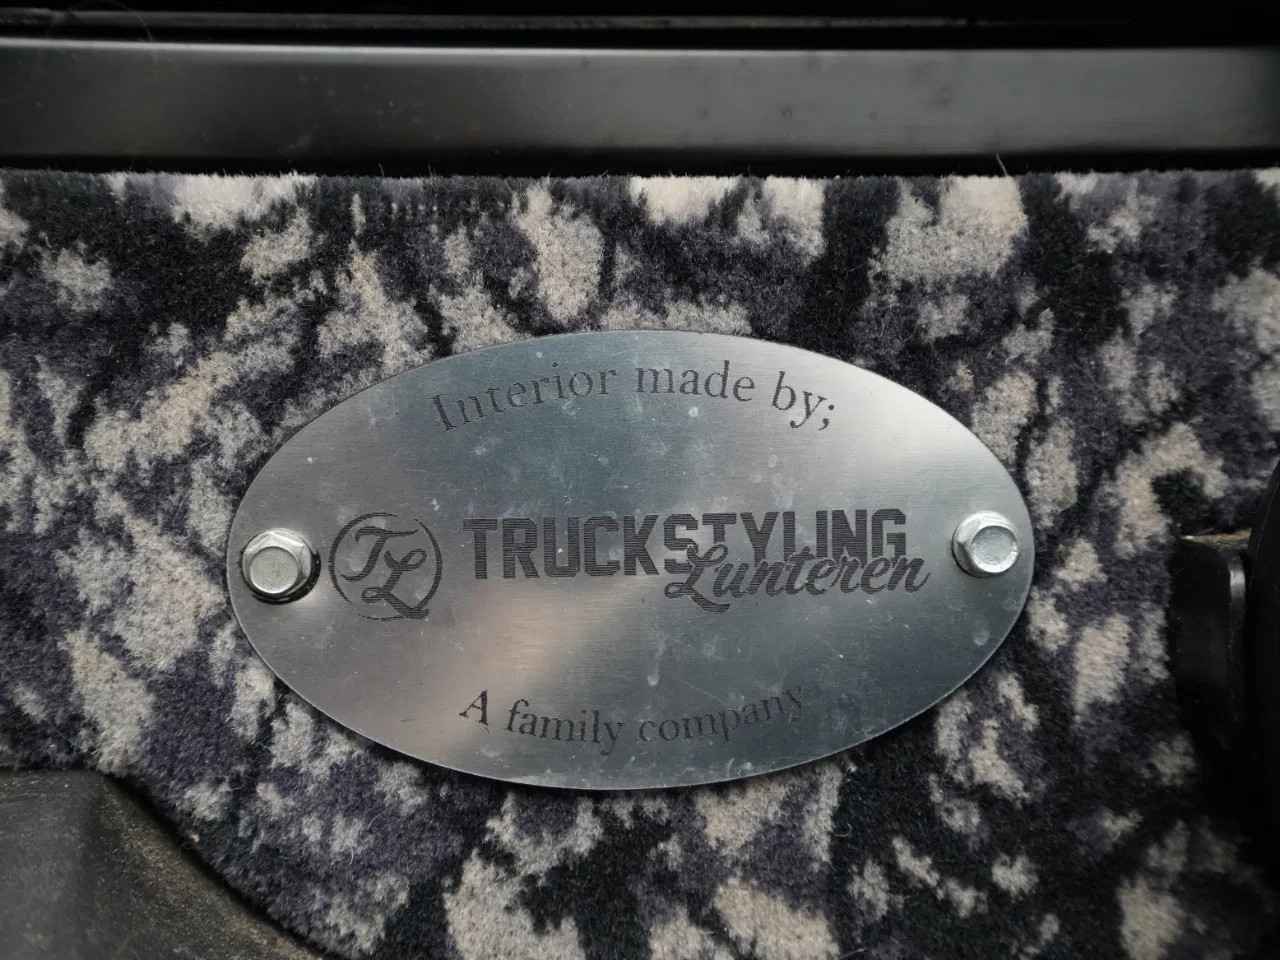 Interior made by;
TL
TRUCKSTYLING
Lunteren
A family company